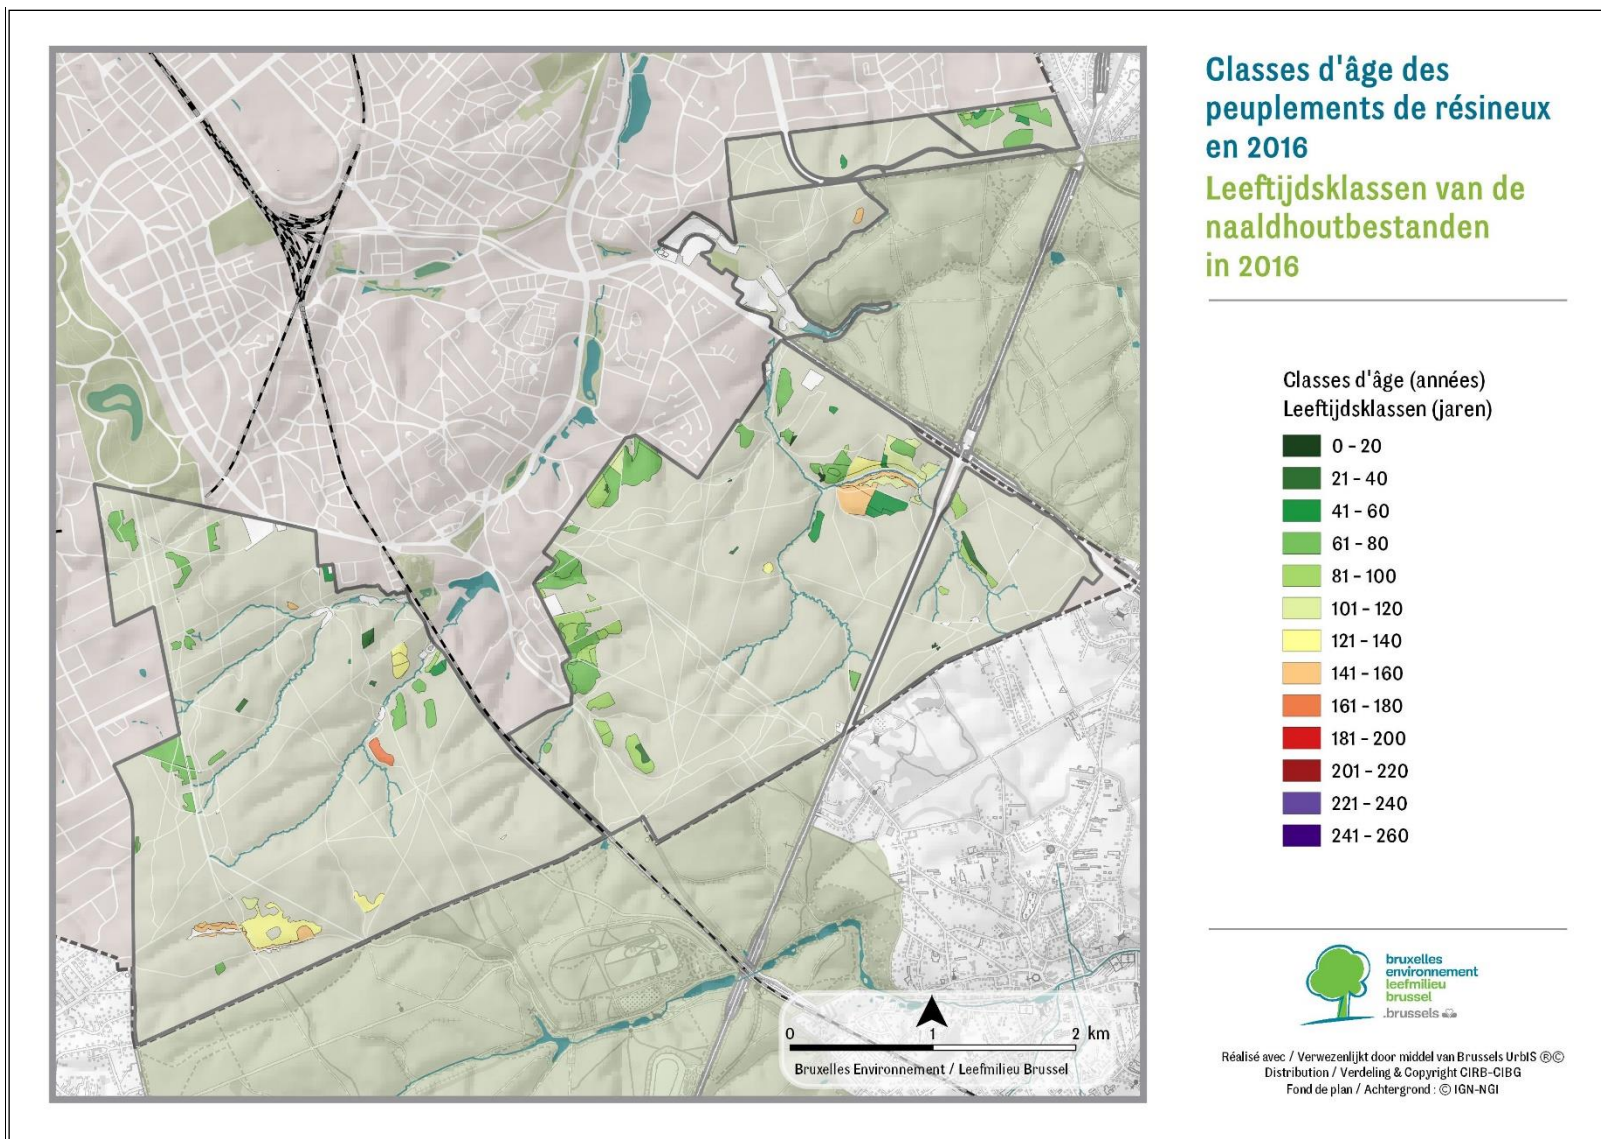 Classes d'âge des
peuplements de résineux
en 2016
Leeftijdsklassen van de
naaldhoutbestanden
in 2016
Classes d'âge (années)
Leeftijdsklassen (jaren)
0 - 20
21 - 40
41 - 60
61 - 80
81 - 100
101 - 120
121 - 140
141 - 160
161 - 180
181 - 200
201 - 220
221 - 240
241 - 260
0 1 2 km
Bruxelles Environnement / Leefmilieu Brussel
bruxelles
environnement
leefmilieu
brussel
.brussels
Réalisé avec / Verwezenlijkt door middel van Brussels UrbIS ®©
Distribution / Verdeling & Copyright CIRB-CIBG
Fond de plan / Achtergrond : © IGN-NGI